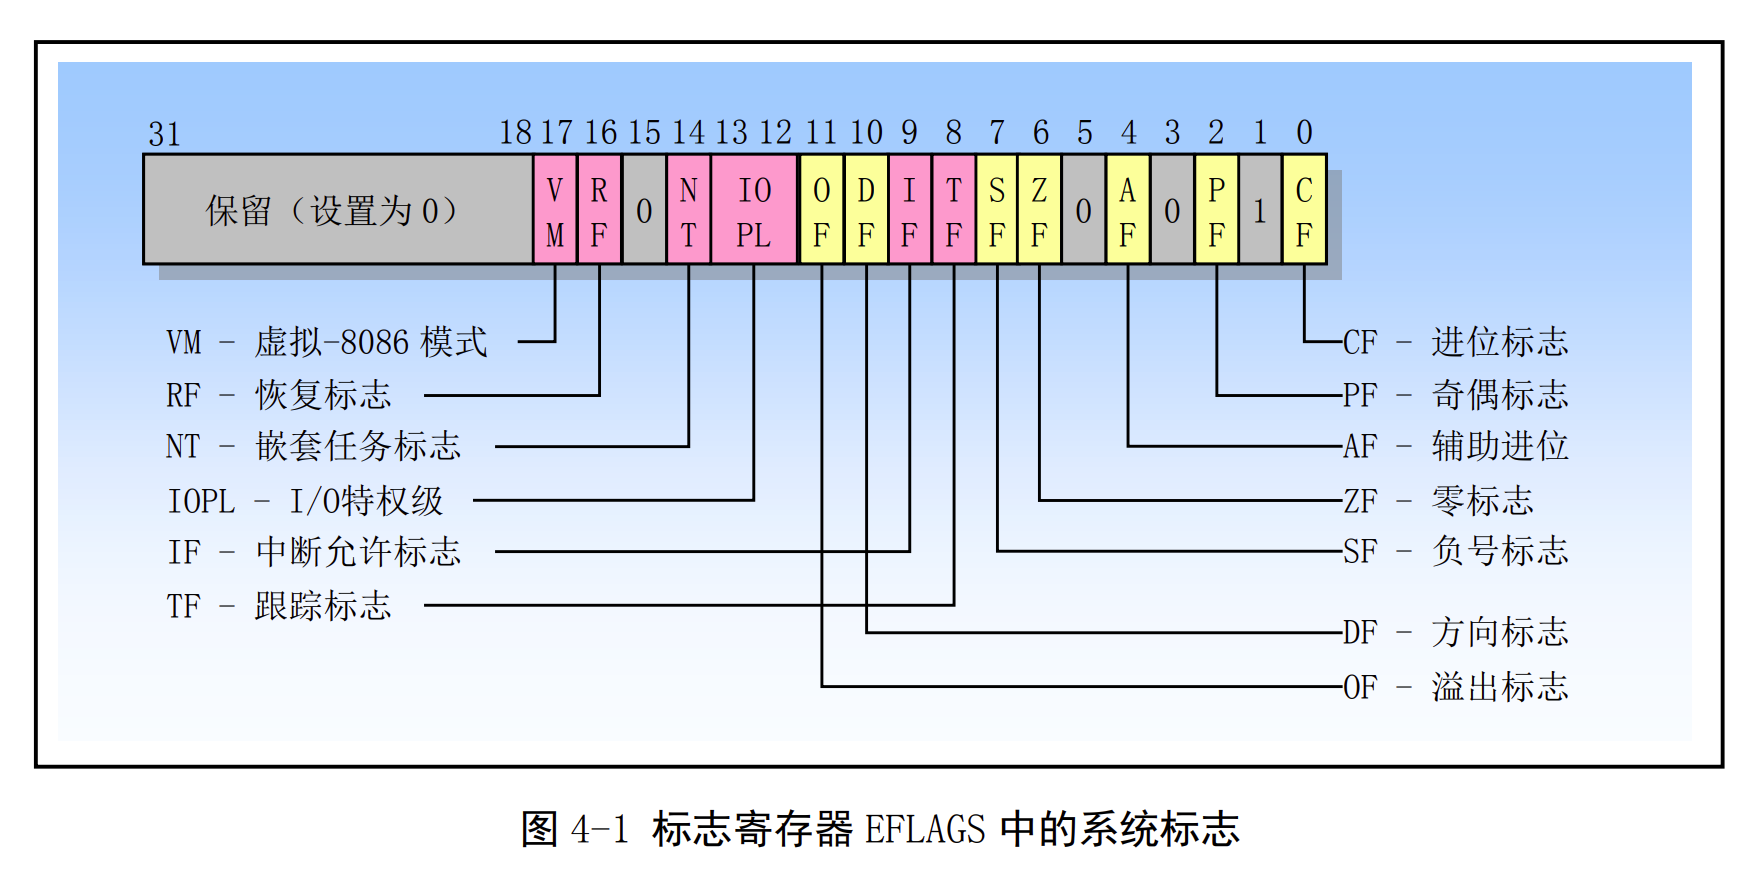 31 18 17 16 15 14 13 12 11 10 9 8 7 6 5 4 3 2 1 0
保留（设置为 0） VM RF 0 NT IOPL OF DF IF TF SF ZF 0 AF 0 PF 1 CF
VM - 虚拟-8086 模式
RF - 恢复标志
NT - 嵌套任务标志
IOPL - I/O特权级
IF - 中断允许标志
TF - 跟踪标志
CF - 进位标志
PF - 奇偶标志
AF - 辅助进位
ZF - 零标志
SF - 负号标志
DF - 方向标志
OF - 溢出标志
图 4-1 标志寄存器 EFLAGS 中的系统标志